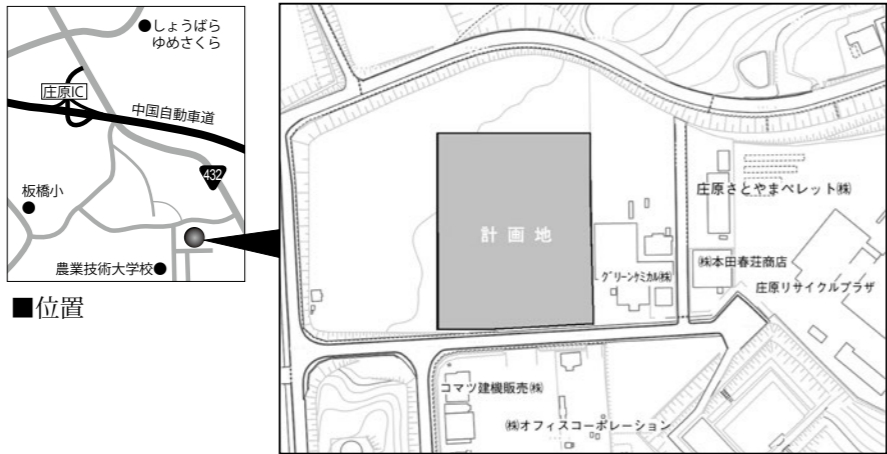 しょうばら
ゆめさくら
庄原IC
中国自動車道
432
板橋小
農業技術大学校
■位置
計画地
庄原さとやまペレット㈱
㈱本田春荘商店
グリーンケミカル㈱
庄原リサイクルプラザ
コマツ建機販売㈱
㈱オフィスコーポレーション